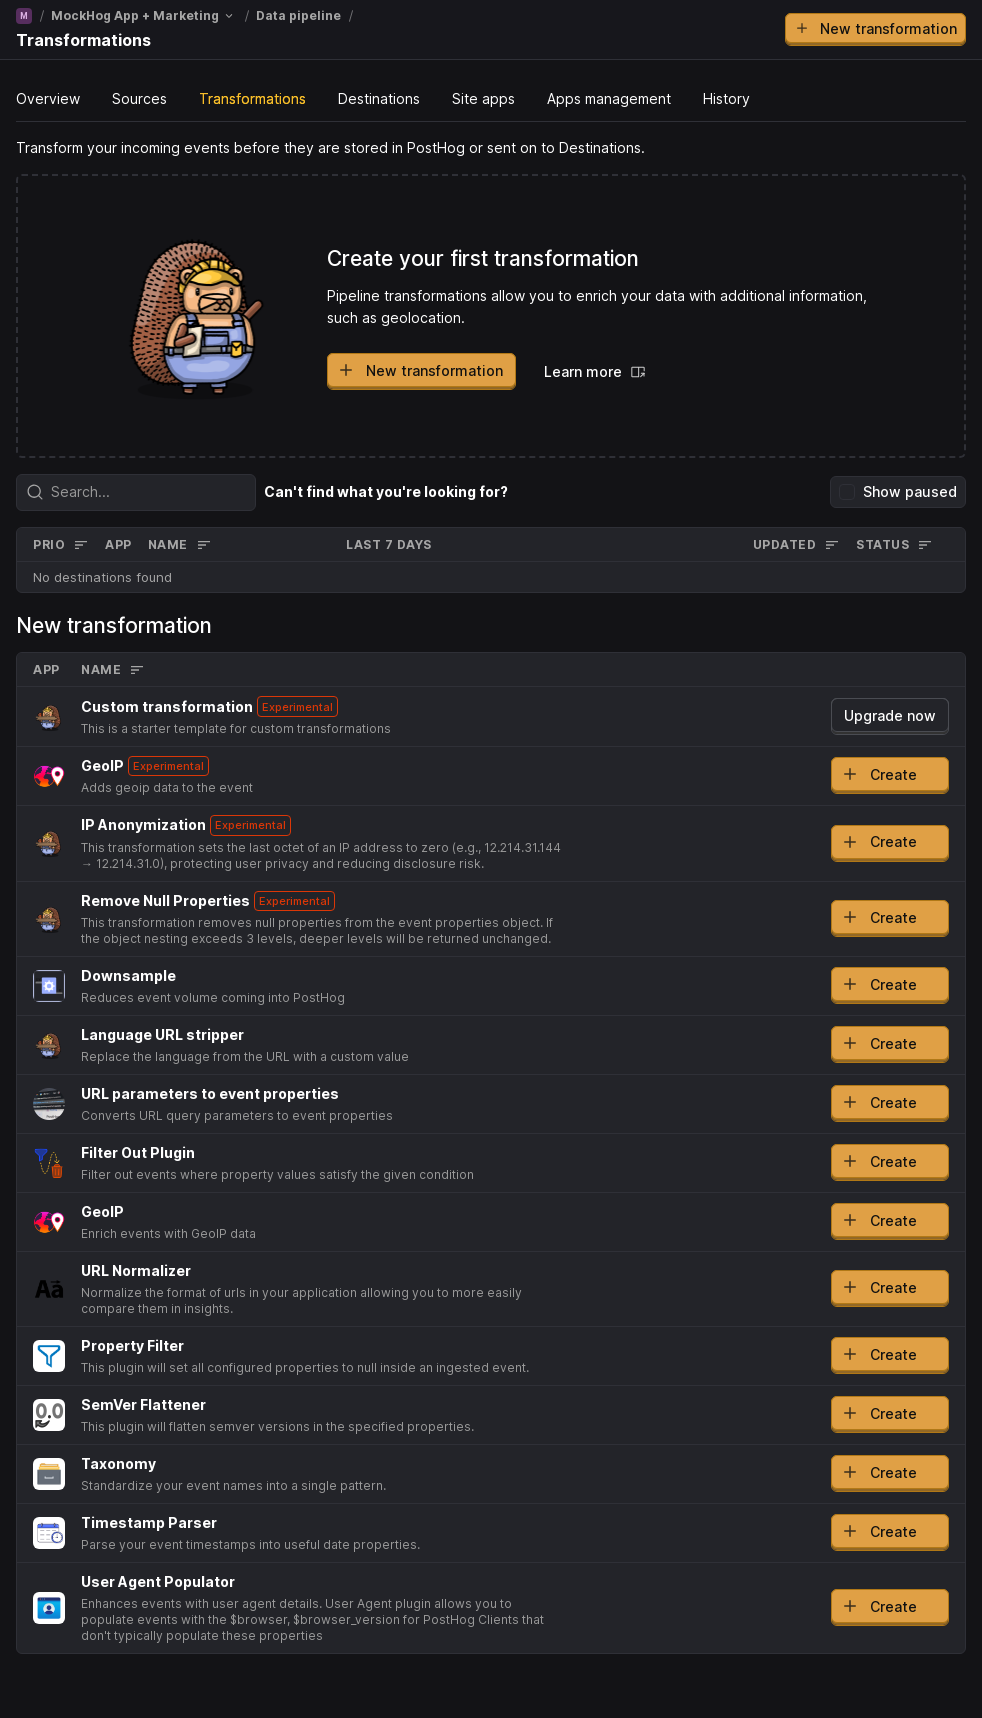 M / MockHog App + Marketing / Data pipeline /
Transformations
New transformation
Overview Sources Transformations Destinations Site apps Apps management History
Transform your incoming events before they are stored in PostHog or sent on to Destinations.
Create your first transformation
Pipeline transformations allow you to enrich your data with additional information,
such as geolocation.
New transformation Learn more
Search... Can't find what you're looking for? Show paused
PRIO APP NAME LAST 7 DAYS UPDATED STATUS
No destinations found
New transformation
APP NAME
Custom transformation Experimental
This is a starter template for custom transformations
Upgrade now
GeoIP Experimental
Adds geoip data to the event
Create
IP Anonymization Experimental
This transformation sets the last octet of an IP address to zero (e.g., 12.214.31.144
→ 12.214.31.0), protecting user privacy and reducing disclosure risk.
Create
Remove Null Properties Experimental
This transformation removes null properties from the event properties object. If
the object nesting exceeds 3 levels, deeper levels will be returned unchanged.
Create
Downsample
Reduces event volume coming into PostHog
Create
Language URL stripper
Replace the language from the URL with a custom value
Create
URL parameters to event properties
Converts URL query parameters to event properties
Create
Filter Out Plugin
Filter out events where property values satisfy the given condition
Create
GeoIP
Enrich events with GeoIP data
Create
Aa
URL Normalizer
Normalize the format of urls in your application allowing you to more easily
compare them in insights.
Create
Property Filter
This plugin will set all configured properties to null inside an ingested event.
Create
0.0
SemVer Flattener
This plugin will flatten semver versions in the specified properties.
Create
Taxonomy
Standardize your event names into a single pattern.
Create
Timestamp Parser
Parse your event timestamps into useful date properties.
Create
User Agent Populator
Enhances events with user agent details. User Agent plugin allows you to
populate events with the $browser, $browser_version for PostHog Clients that
don't typically populate these properties
Create